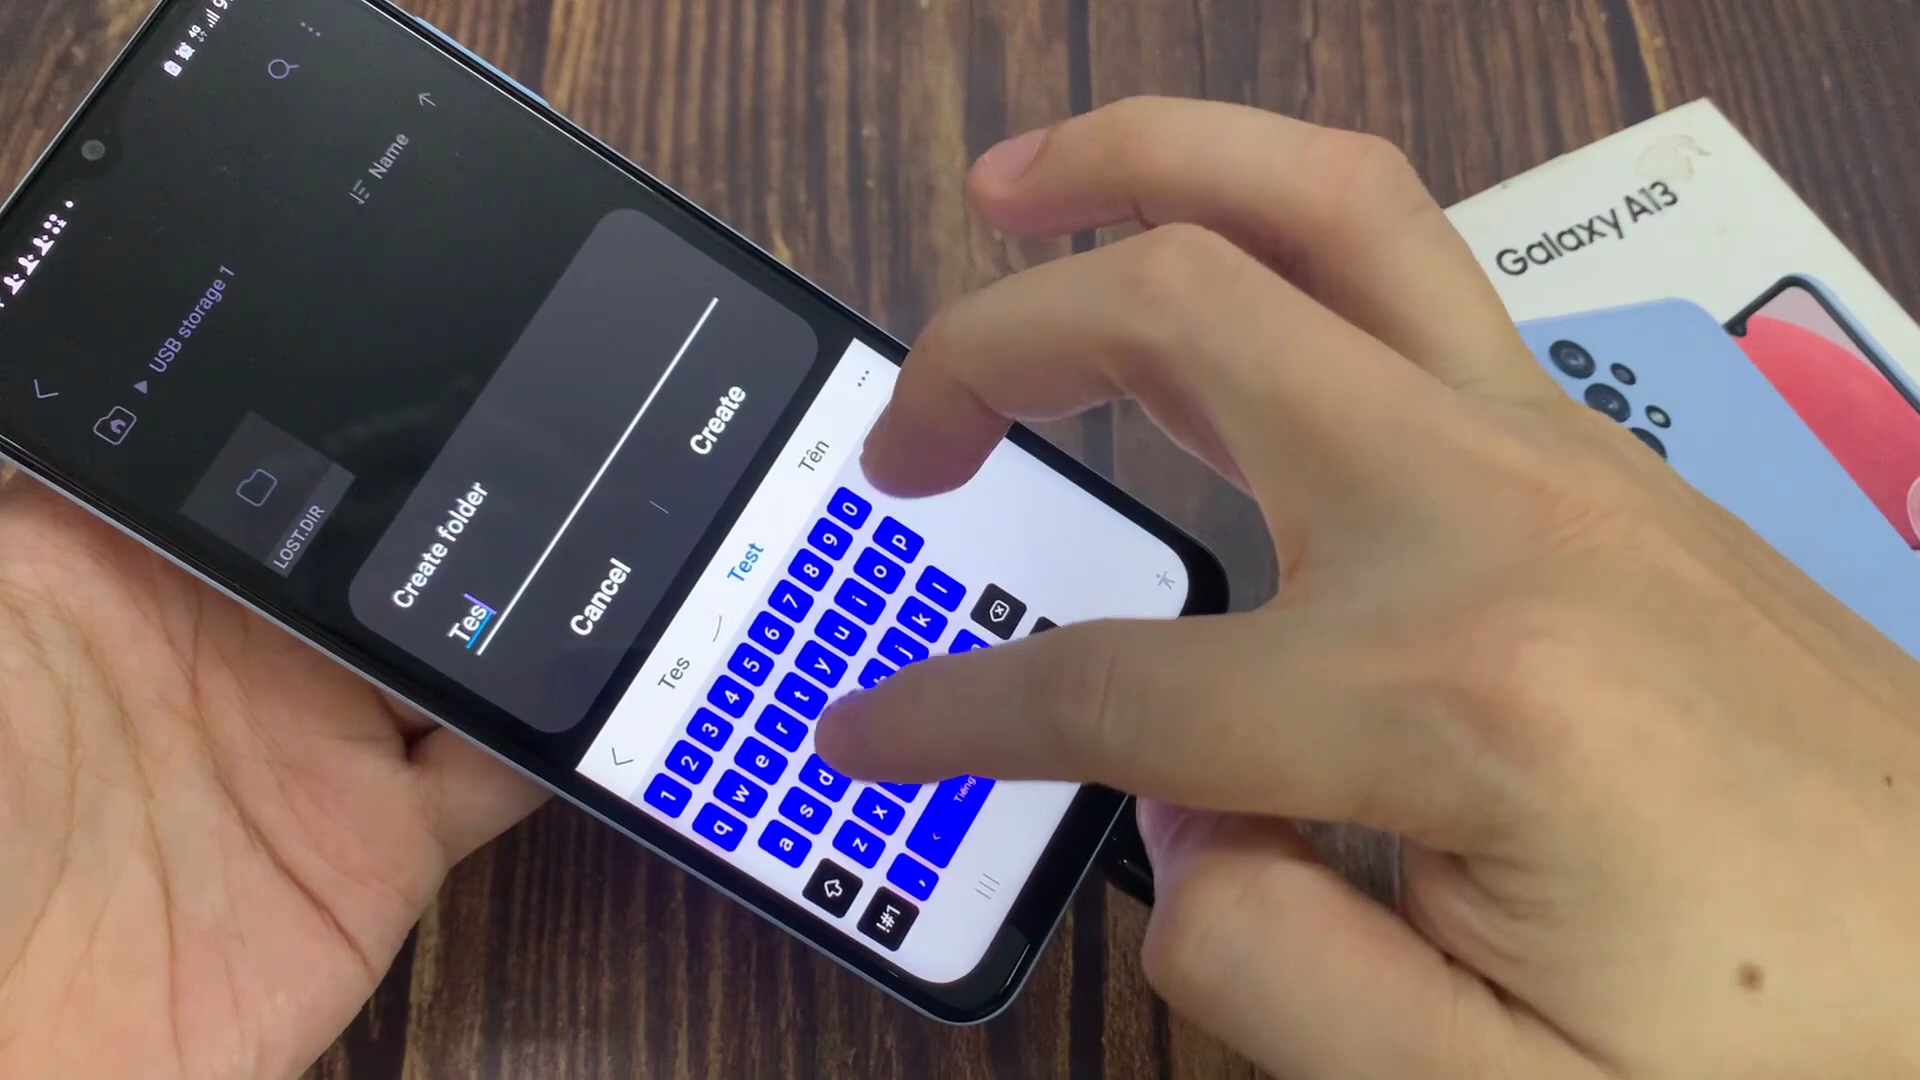 4G
Name
USB storage 1
LOST.DIR
Create folder
Tes
Cancel
Create
Tes
Test
Tên
1 2 3 4 5 6 7 8 9 0
q w e r t y u i o p
a s d j k l
z x
!#1 ,
Galaxy A13